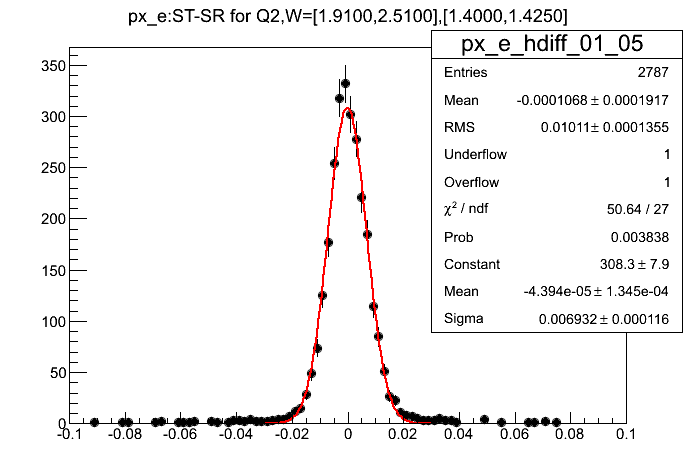 px_e:ST-SR for Q2,W=[1.9100,2.5100],[1.4000,1.4250]
px_e_hdiff_01_05
Entries 2787
Mean -0.0001068 ± 0.0001917
RMS 0.01011 ± 0.0001355
Underflow 1
Overflow 1
χ² / ndf 50.64 / 27
Prob 0.003838
Constant 308.3 ± 7.9
Mean -4.394e-05 ± 1.345e-04
Sigma 0.006932 ± 0.000116
350
300
250
200
150
100
50
0
-0.1 -0.08 -0.06 -0.04 -0.02 0 0.02 0.04 0.06 0.08 0.1